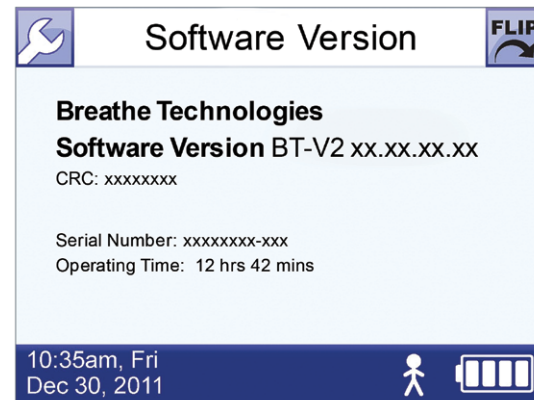 Software Version
FLIP
Breathe Technologies
Software Version BT-V2 xx.xx.xx.xx
CRC: xxxxxxxx
Serial Number: xxxxxxxx-xxx
Operating Time: 12 hrs 42 mins
10:35am, Fri
Dec 30, 2011